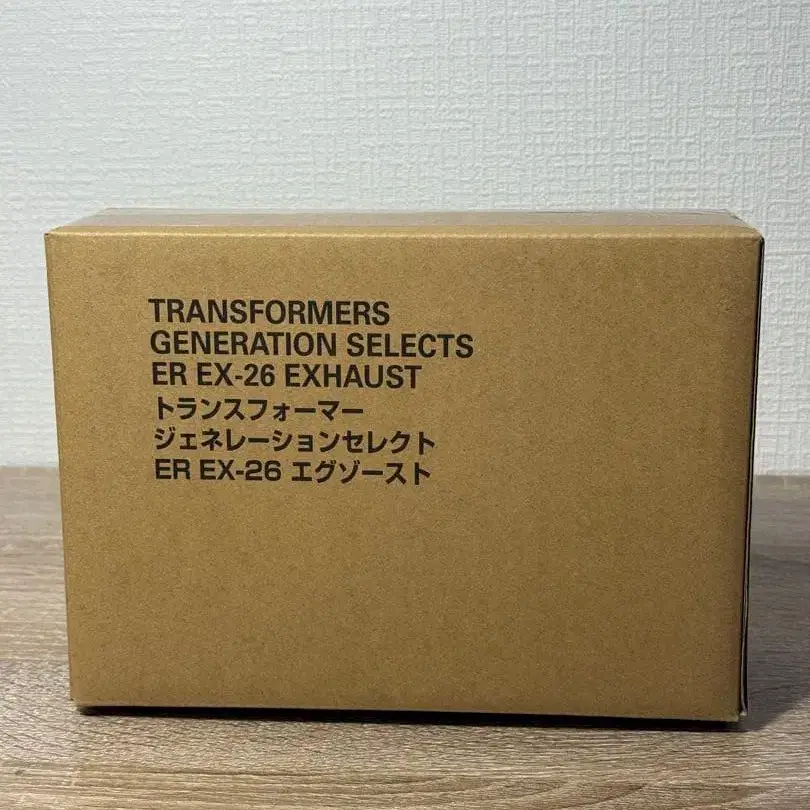 TRANSFORMERS
GENERATION SELECTS
ER EX-26 EXHAUST
トランスフォーマー
ジェネレーションセレクト
ER EX-26 エグゾースト